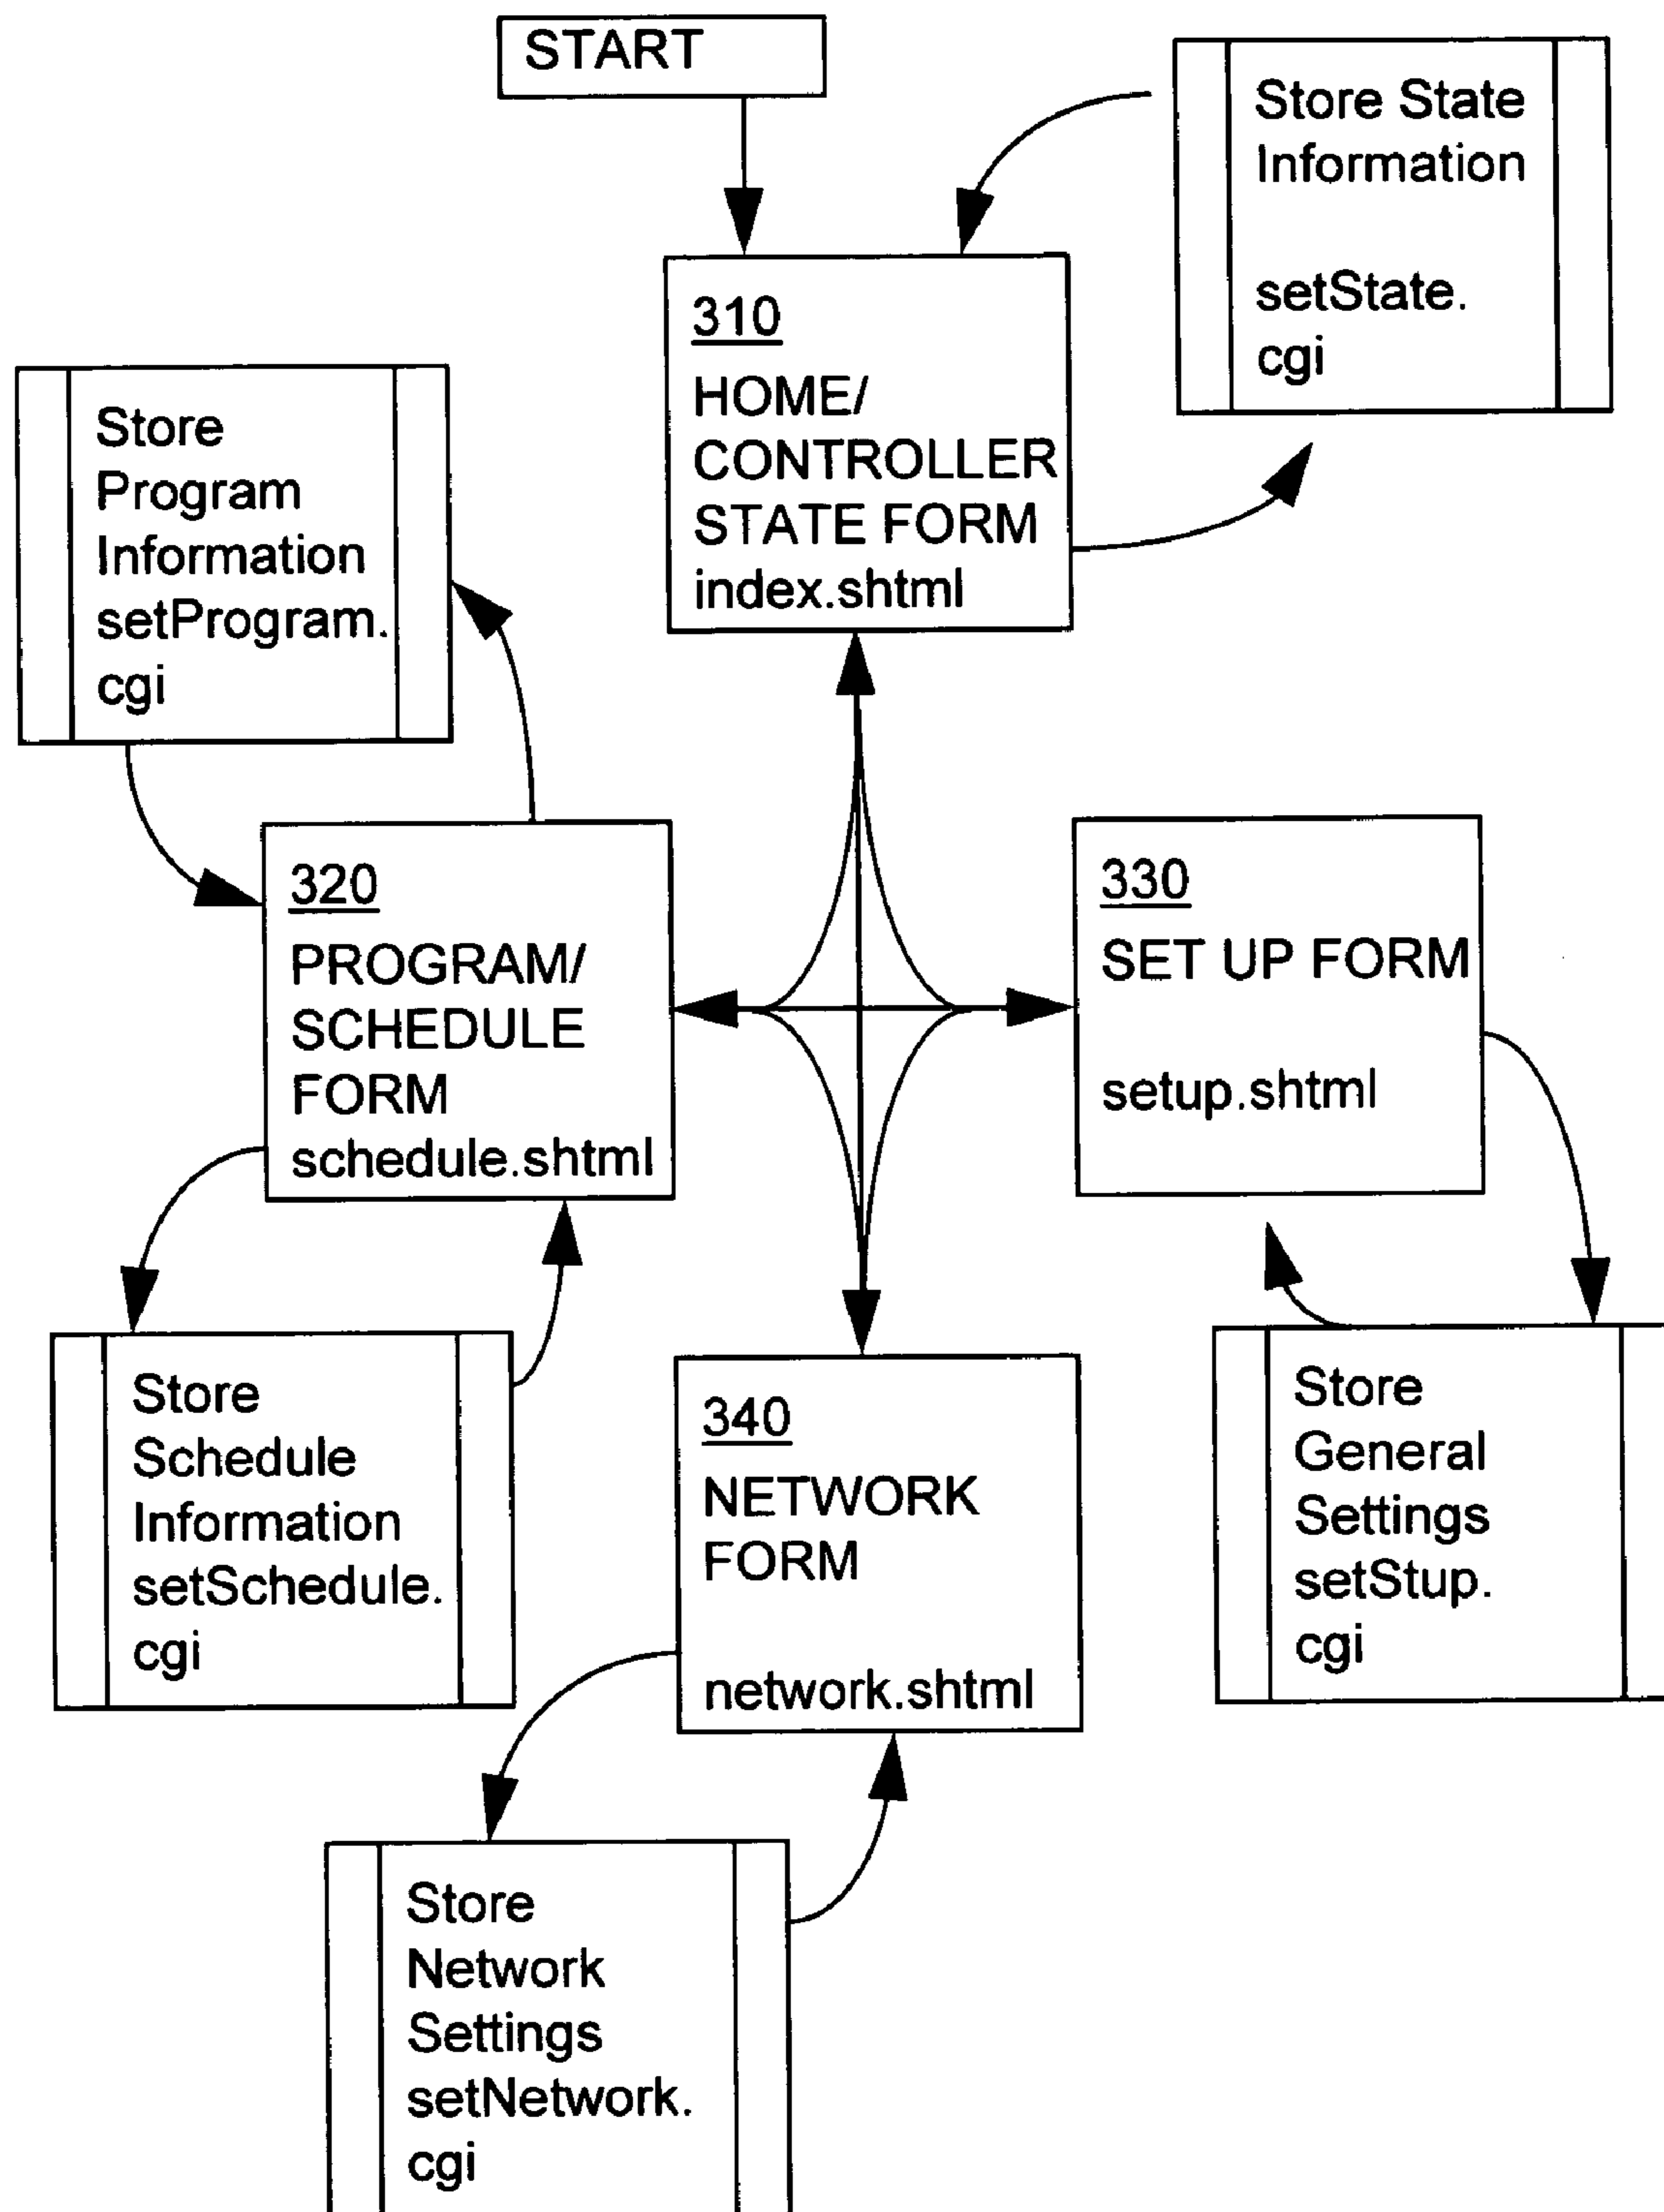 START
Store State
Information
setState.
cgi
310
HOME/
CONTROLLER
STATE FORM
index.shtml
Store
Program
Information
setProgram.
cgi
320
PROGRAM/
SCHEDULE
FORM
schedule.shtml
330
SET UP FORM
setup.shtml
Store
Schedule
Information
setSchedule.
cgi
340
NETWORK
FORM
network.shtml
Store
General
Settings
setStup.
cgi
Store
Network
Settings
setNetwork.
cgi